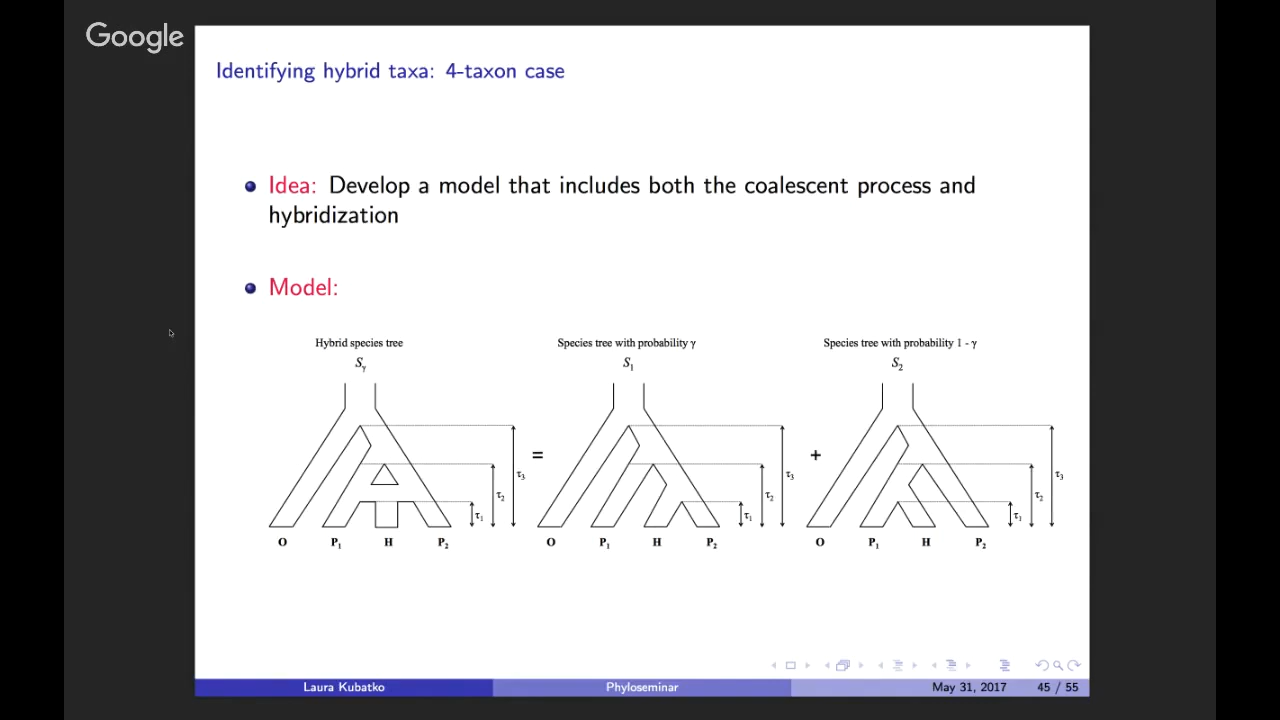 Google
Identifying hybrid taxa: 4-taxon case
Idea: Develop a model that includes both the coalescent process and
hybridization
Model:
Hybrid species tree
Sγ
Species tree with probability γ
S1
Species tree with probability 1 - γ
S2
=
+
τ3
τ2
τ1
τ3
τ2
τ1
τ3
τ2
τ1
O P1 H P2
O P1 H P2
O P1 H P2
Laura Kubatko Phyloseminar May 31, 2017 45 / 55